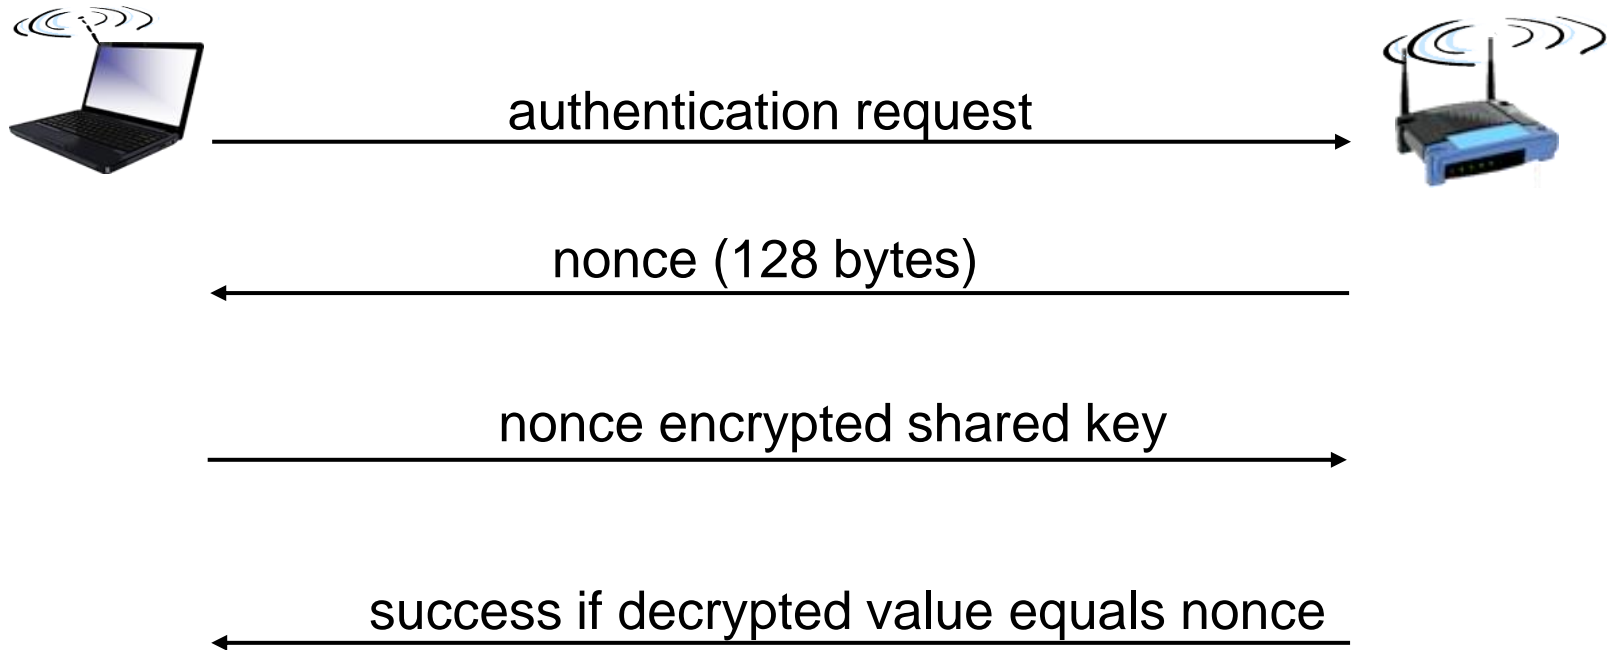 authentication request
nonce (128 bytes)
nonce encrypted shared key
success if decrypted value equals nonce